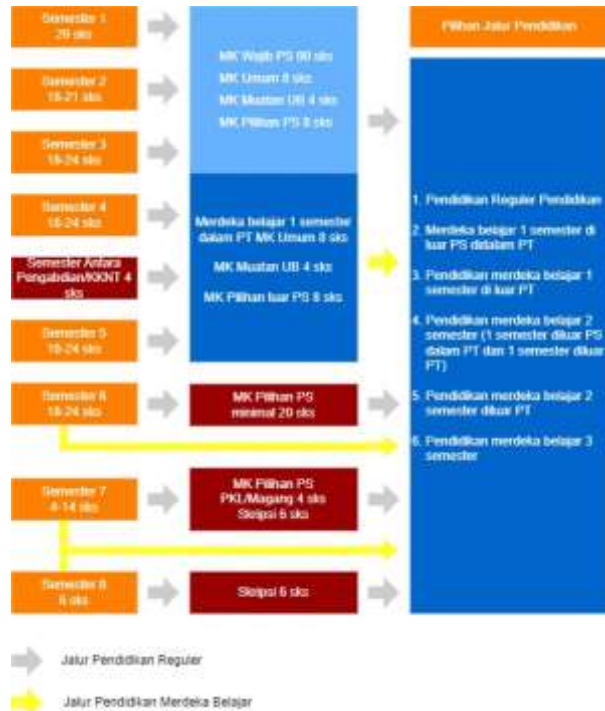 Semester 1
20 sks
Semester 2
18-21 sks
Semester 3
18-24 sks
Semester 4
18-24 sks
Semester Antara
Pengabdian/KKNT 4
sks
Semester 5
18-24 sks
Semester 6
18-24 sks
Semester 7
4-14 sks
Semester 8
6 sks
MK Wajib PS 90 sks
MK Umum 8 sks
MK Muatan UB 4 sks
MK Pilihan PS 8 sks
Merdeka belajar 1 semester
dalam PT MK Umum 8 sks
MK Muatan UB 4 sks
MK Pilihan luar PS 8 sks
MK Pilihan PS
minimal 20 sks
MK Pilihan PS
PKL/Magang 4 sks
Skripsi 6 sks
Skripsi 6 sks
Pilihan Jalur Pendidikan
1. Pendidikan Reguler Pendidikan
2. Merdeka belajar 1 semester di
luar PS didalam PT
3. Pendidikan merdeka belajar 1
semester di luar PT
4. Pendidikan merdeka belajar 2
semester (1 semester diluar PS
dalam PT dan 1 semester diluar
PT)
5. Pendidikan merdeka belajar 2
semester diluar PT
6. Pendidikan merdeka belajar 3
semester
Jalur Pendidikan Reguler
Jalur Pendidikan Merdeka Belajar